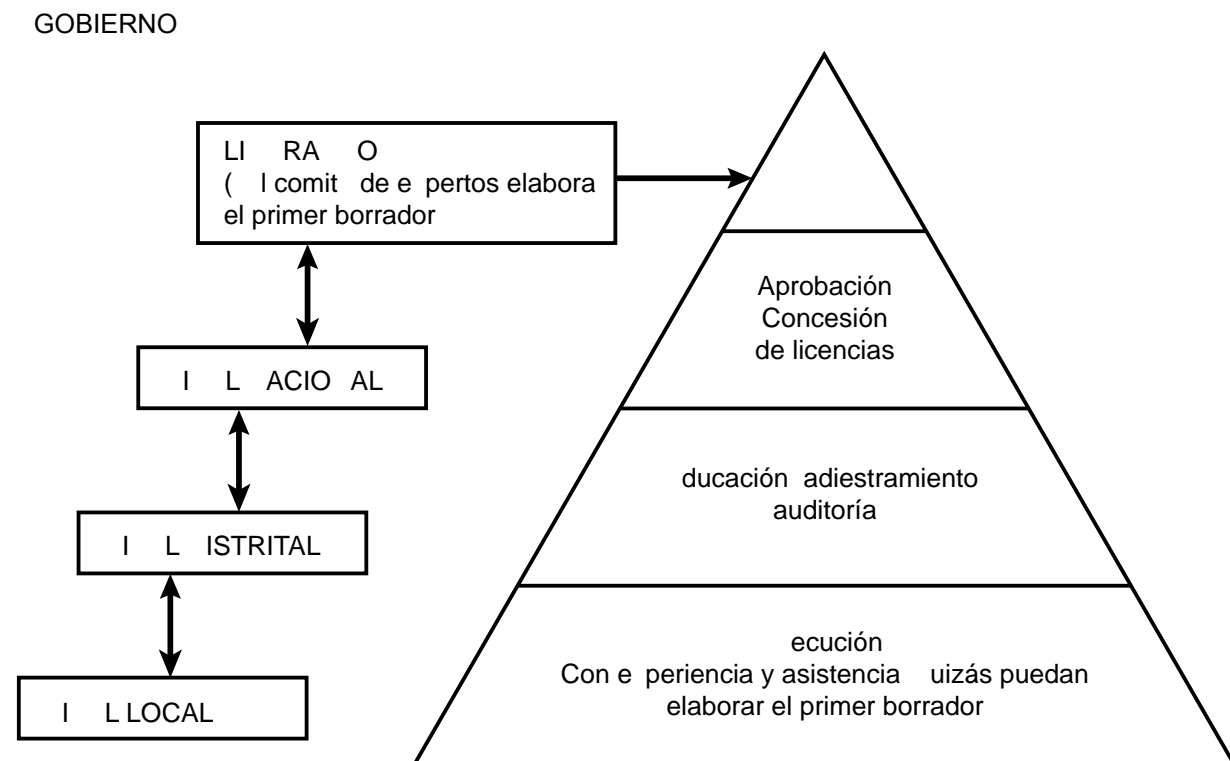 GOBIERNO
LI RA O
( l comit de e pertos elabora
el primer borrador
I L ACIO AL
I L ISTRITAL
I L LOCAL
Aprobación
Concesión
de licencias
ducación adiestramiento
auditoría
ecución
Con e periencia y asistencia uizás puedan
elaborar el primer borrador